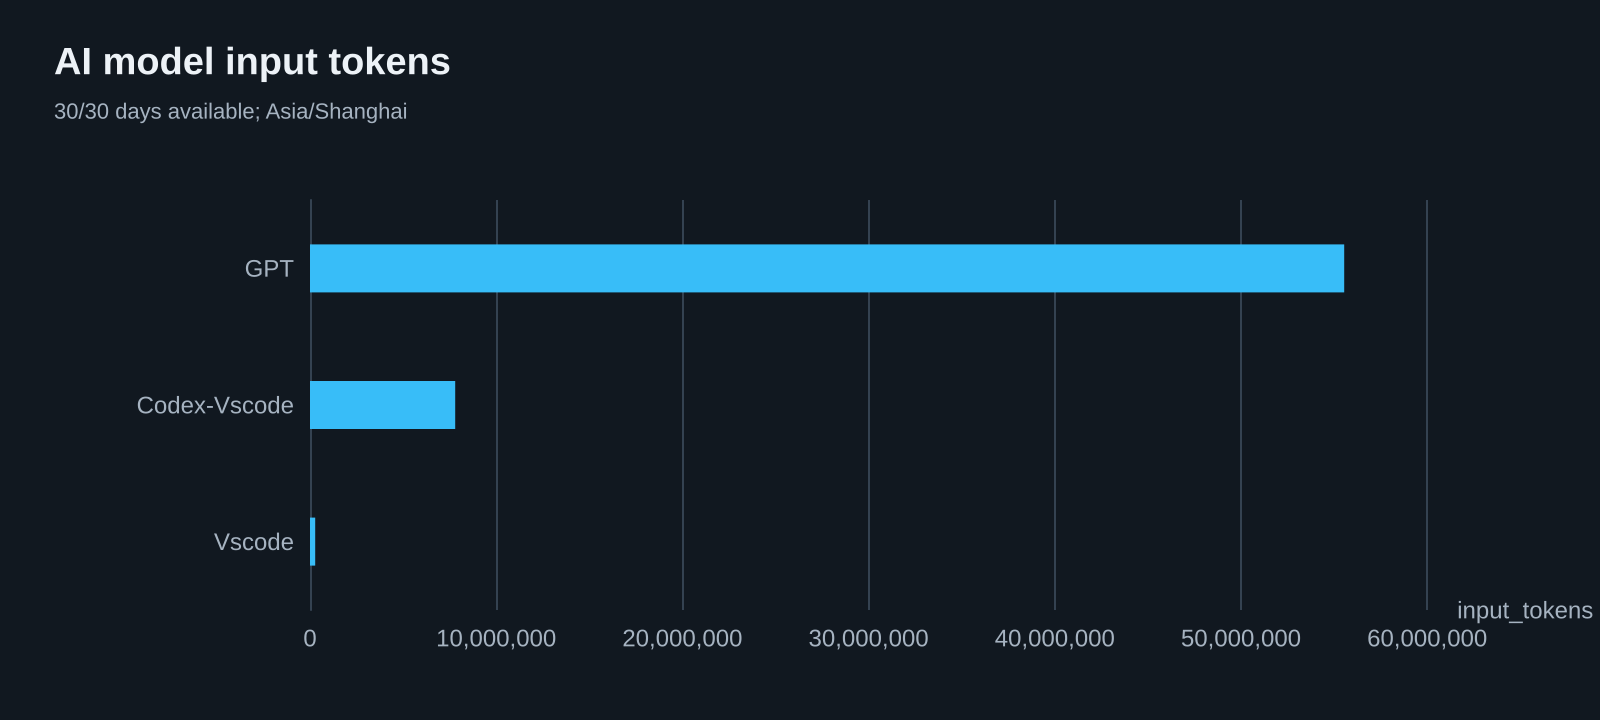 AI model input tokens
30/30 days available; Asia/Shanghai
GPT
Codex-Vscode
Vscode
input_tokens
0 10,000,000 20,000,000 30,000,000 40,000,000 50,000,000 60,000,000